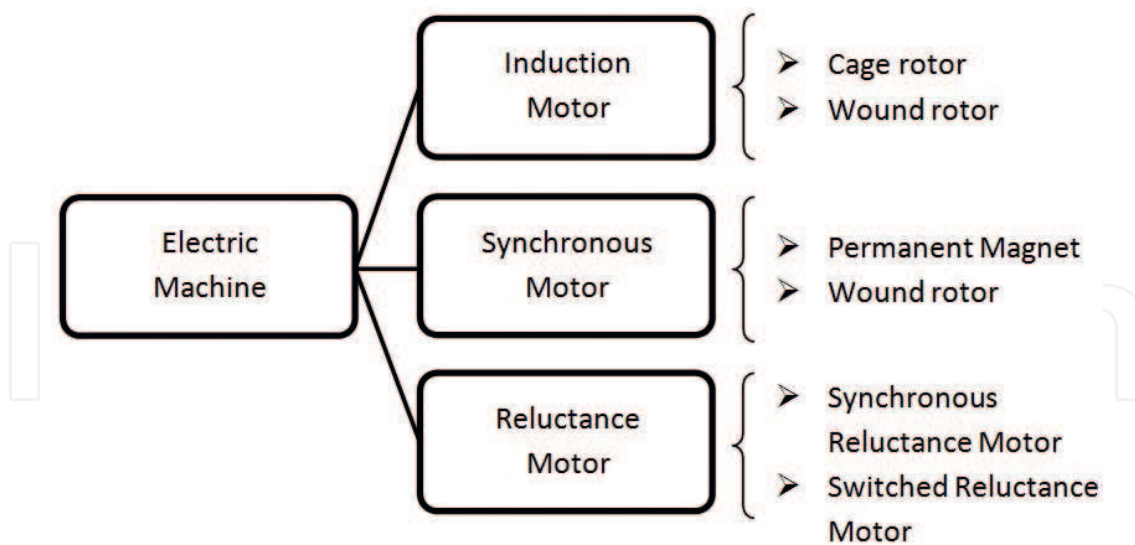 Electric
Machine
Induction
Motor
➤ Cage rotor
➤ Wound rotor
Synchronous
Motor
➤ Permanent Magnet
➤ Wound rotor
Reluctance
Motor
➤ Synchronous
Reluctance Motor
➤ Switched Reluctance
Motor